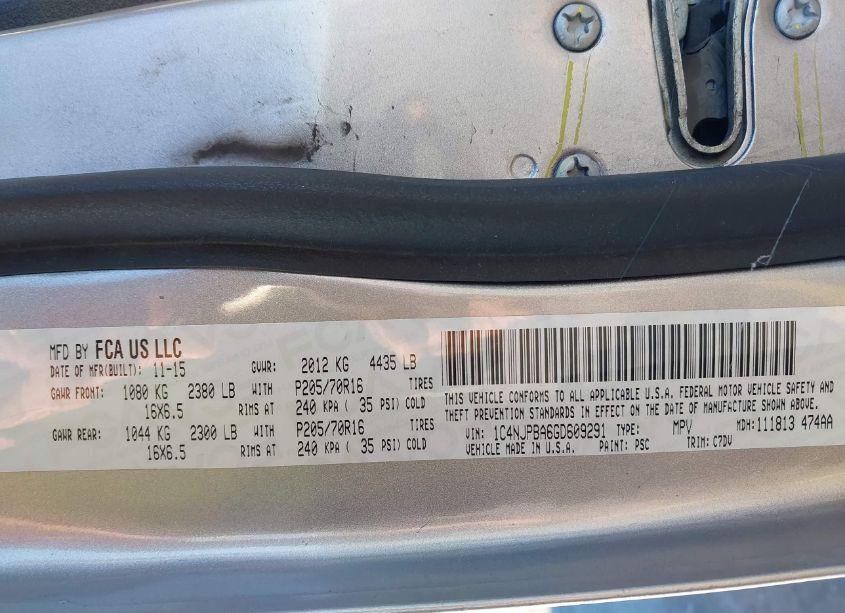 MFD BY FCA US LLC
DATE OF MFR(BUILT): 11-15 GVWR: 2012 KG 4435 LB
GAWR FRONT: 1080 KG 2380 LB WITH P205/70R16 TIRES
16X6.5 RIMS AT 240 KPA ( 35 PSI) COLD
GAWR REAR: 1044 KG 2300 LB WITH P205/70R16 TIRES
16X6.5 RIMS AT 240 KPA ( 35 PSI) COLD
THIS VEHICLE CONFORMS TO ALL APPLICABLE U.S.A. FEDERAL MOTOR VEHICLE SAFETY AND
THEFT PREVENTION STANDARDS IN EFFECT ON THE DATE OF MANUFACTURE SHOWN ABOVE.
VIN: 1C4NJPBA6GD609291 TYPE: MPV MDH: 111813 474AA
VEHICLE MADE IN U.S.A. PAINT: PSC TRIM: C7DV